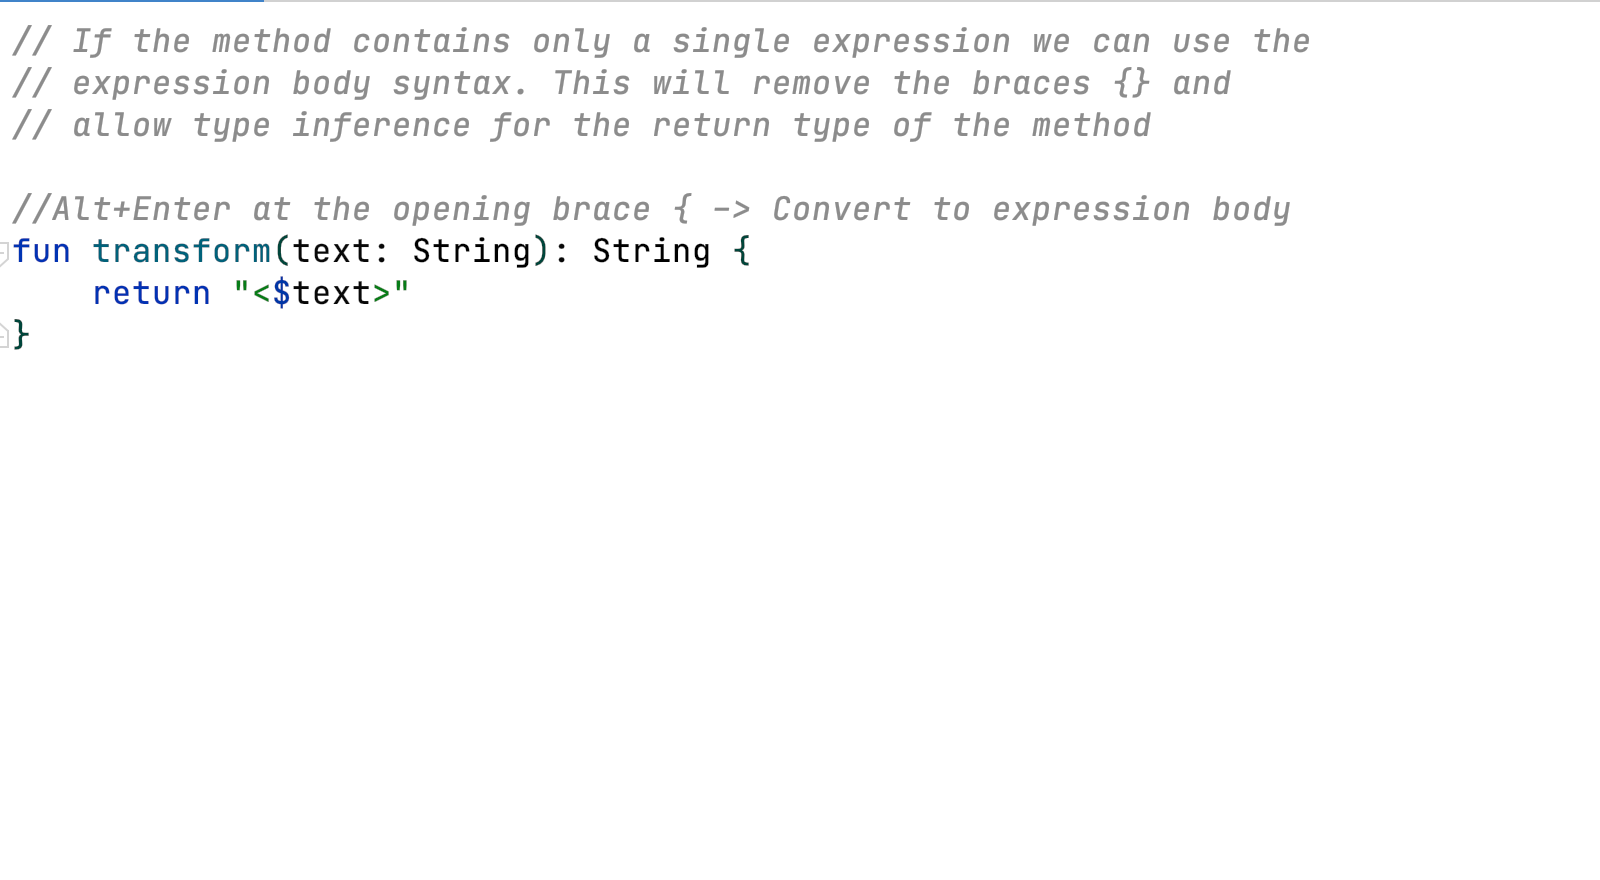 // If the method contains only a single expression we can use the
// expression body syntax. This will remove the braces {} and
// allow type inference for the return type of the method
//Alt+Enter at the opening brace { -> Convert to expression body
fun transform(text: String): String {
    return "<$text>"
}